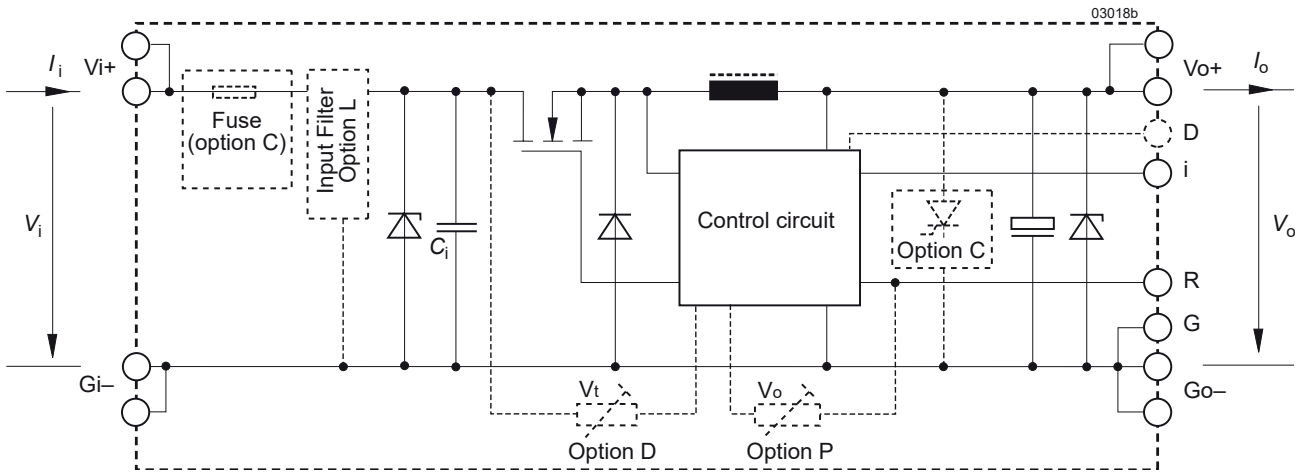 03018b
Ii
Vi+
Vo+
Io
Fuse
(option C)
Input Filter
Option L
D
i
Control circuit
Vi
Ci
Option C
Vo
R
G
Gi–
Go–
Vt
Vo
Option D
Option P